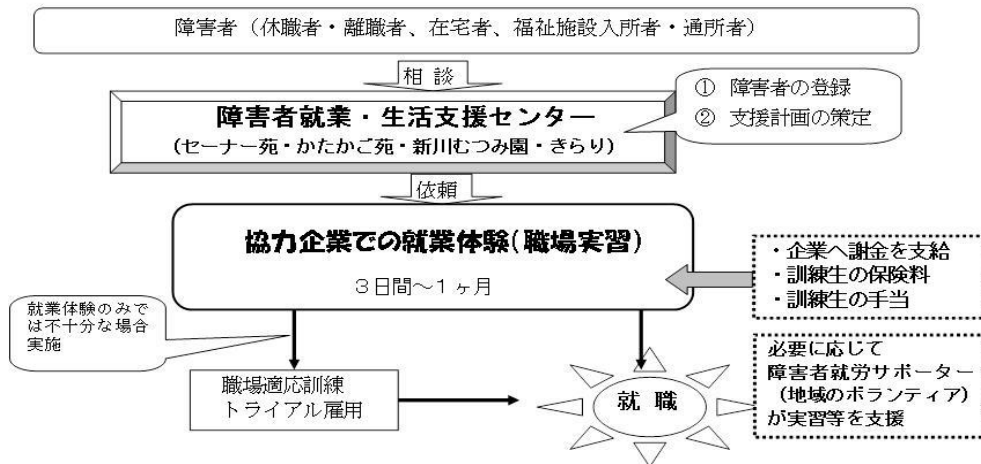 障害者（休職者・離職者、在宅者、福祉施設入所者・通所者）
相 談
障害者就業・生活支援センター
（セーナー苑・かたかご苑・新川むつみ園・きらり）
① 障害者の登録
② 支援計画の策定
依頼
協力企業での就業体験（職場実習）
３日間～１ヶ月
・企業へ謝金を支給
・訓練生の保険料
・訓練生の手当
就業体験のみで
は不十分な場合
実施
職場適応訓練
トライアル雇用
就 職
必要に応じて
障害者就労サポーター
（地域のボランティア）
が実習等を支援